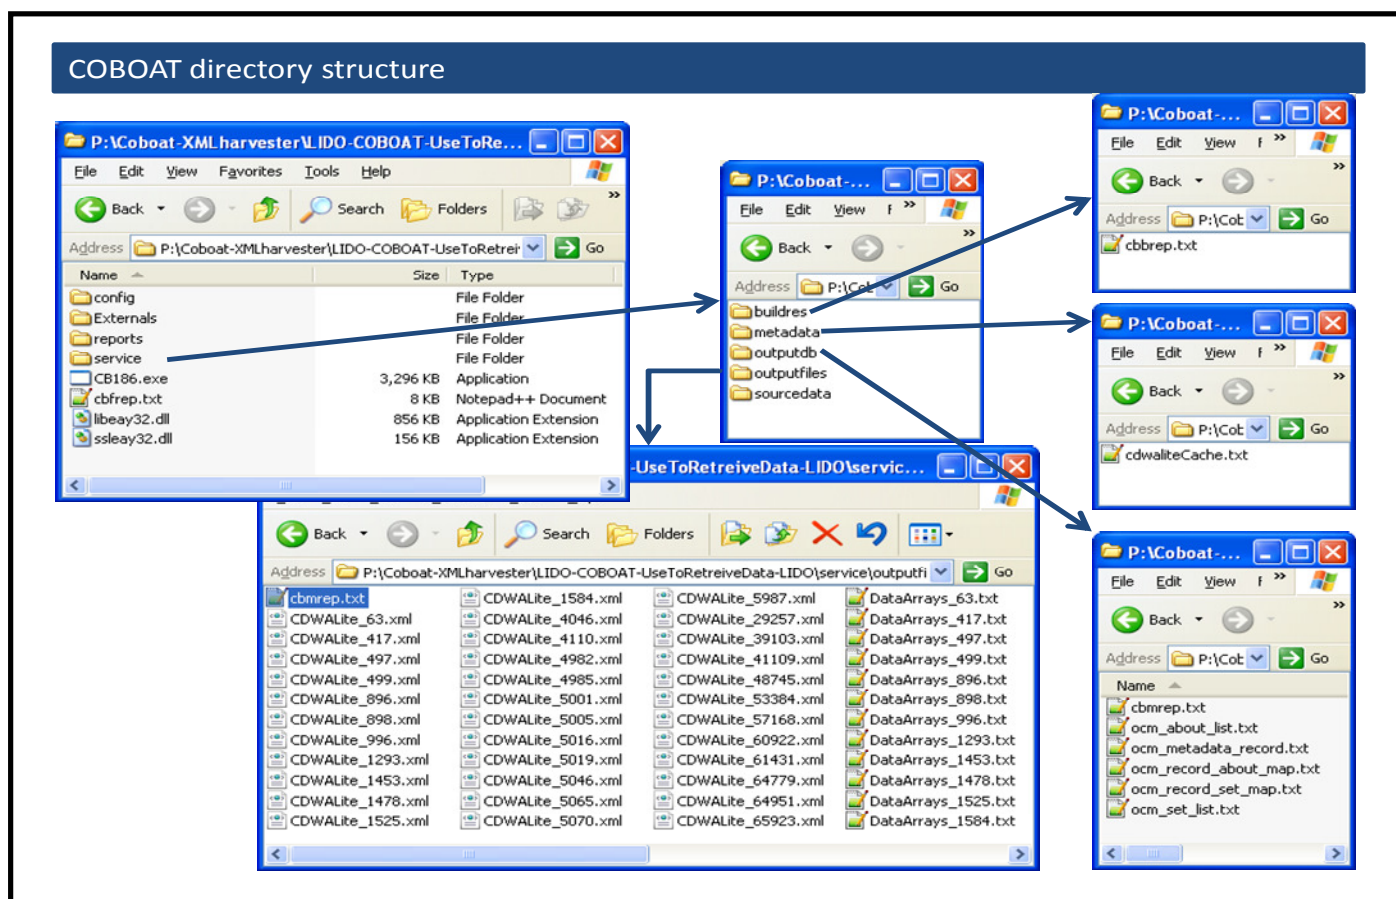 COBOAT directory structure
P:\Coboat-XMLharvester\LIDO-COBOAT-UseToRe...
File Edit View Favorites Tools Help
Back Search Folders »
Address P:\Coboat-XMLharvester\LIDO-COBOAT-UseToRetrei Go
Name Size Type
config File Folder
Externals File Folder
reports File Folder
service File Folder
CB186.exe 3,296 KB Application
cbfrep.txt 8 KB Notepad++ Document
libeay32.dll 856 KB Application Extension
ssleay32.dll 156 KB Application Extension
P:\Coboat-...
File Edit View F »
Back »
Address P:\Cob Go
buildres
metadata
outputdb
outputfiles
sourcedata
-UseToRetreiveData-LIDO\servic...
Back Search Folders
Address P:\Coboat-XMLharvester\LIDO-COBOAT-UseToRetreiveData-LIDO\service\outputfi Go
cbmrep.txt CDWALite_1584.xml CDWALite_5987.xml DataArrays_63.txt
CDWALite_63.xml CDWALite_4046.xml CDWALite_29257.xml DataArrays_417.txt
CDWALite_417.xml CDWALite_4110.xml CDWALite_39103.xml DataArrays_497.txt
CDWALite_497.xml CDWALite_4982.xml CDWALite_41109.xml DataArrays_499.txt
CDWALite_499.xml CDWALite_4985.xml CDWALite_48745.xml DataArrays_896.txt
CDWALite_896.xml CDWALite_5001.xml CDWALite_53384.xml DataArrays_898.txt
CDWALite_898.xml CDWALite_5005.xml CDWALite_57168.xml DataArrays_996.txt
CDWALite_996.xml CDWALite_5016.xml CDWALite_60922.xml DataArrays_1293.txt
CDWALite_1293.xml CDWALite_5019.xml CDWALite_61431.xml DataArrays_1453.txt
CDWALite_1453.xml CDWALite_5046.xml CDWALite_64779.xml DataArrays_1478.txt
CDWALite_1478.xml CDWALite_5065.xml CDWALite_64951.xml DataArrays_1525.txt
CDWALite_1525.xml CDWALite_5070.xml CDWALite_65923.xml DataArrays_1584.txt
P:\Coboat-...
File Edit View F »
Back »
Address P:\Cob Go
cbbrep.txt
P:\Coboat-...
File Edit View F »
Back »
Address P:\Cob Go
cdwaliteCache.txt
P:\Coboat-...
File Edit View F »
Back »
Address P:\Cob Go
Name
cbmrep.txt
ocm_about_list.txt
ocm_metadata_record.txt
ocm_record_about_map.txt
ocm_record_set_map.txt
ocm_set_list.txt